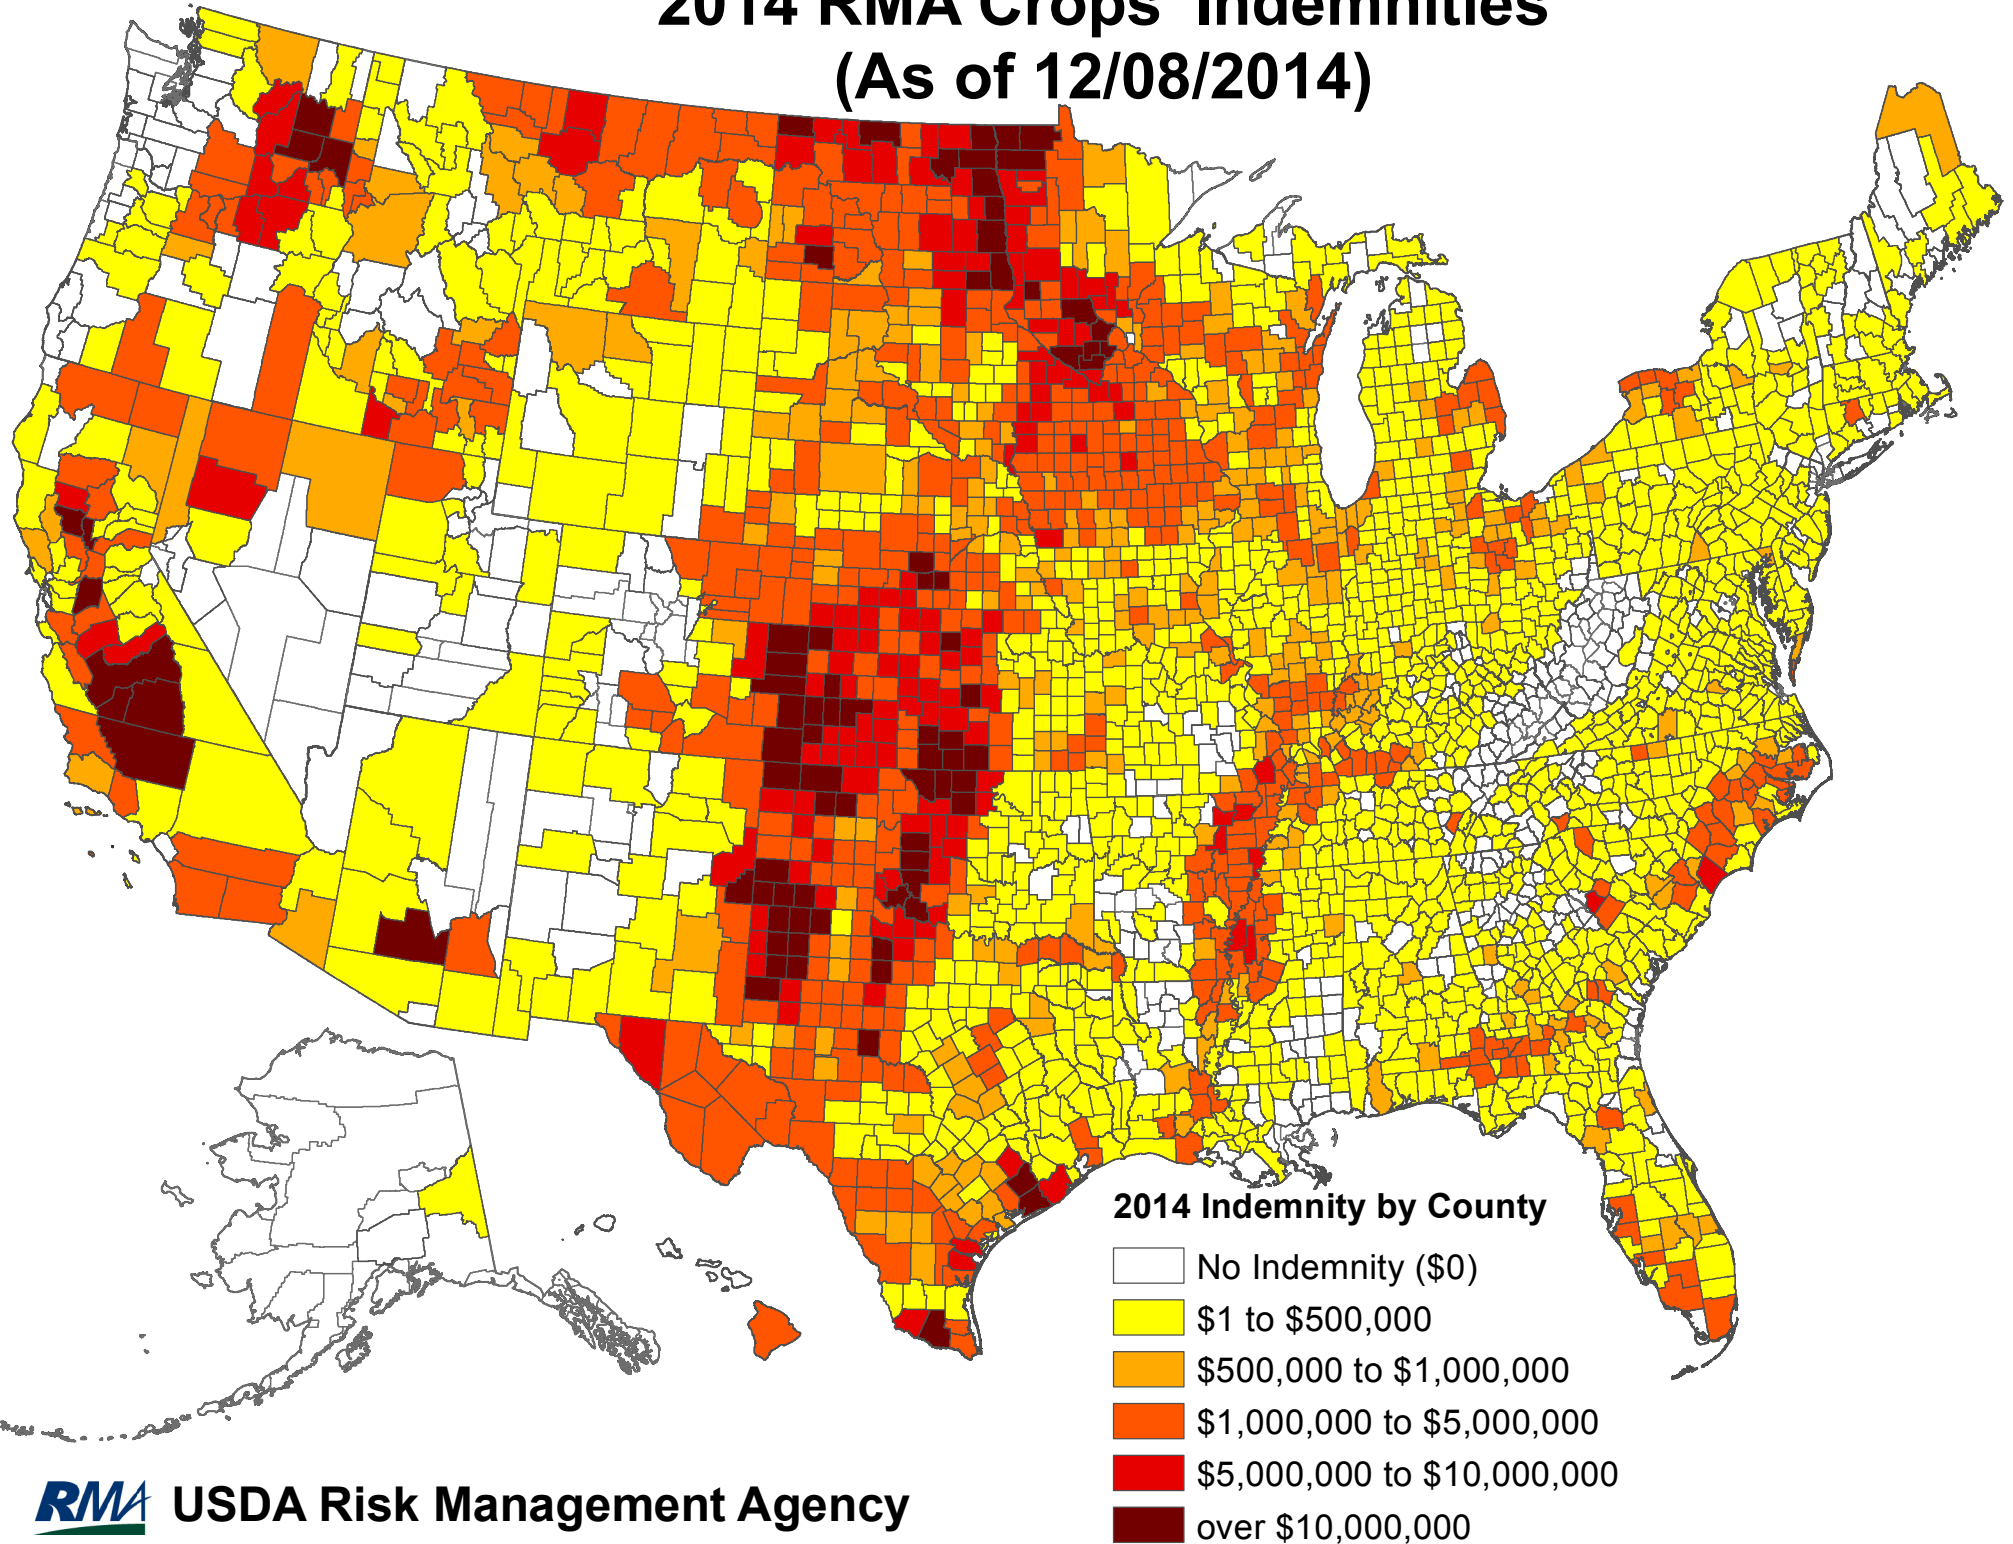 2014 RMA Crops' Indemnities
(As of 12/08/2014)
2014 Indemnity by County
No Indemnity ($0)
$1 to $500,000
$500,000 to $1,000,000
$1,000,000 to $5,000,000
$5,000,000 to $10,000,000
over $10,000,000
RMA USDA Risk Management Agency